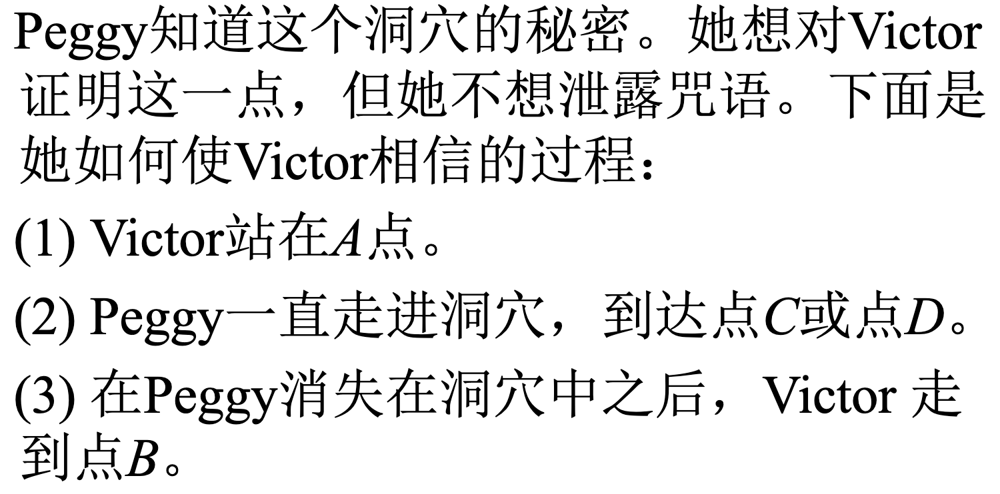 Peggy知道这个洞穴的秘密。她想对Victor
证明这一点，但她不想泄露咒语。下面是
她如何使Victor相信的过程：
(1) Victor站在A点。
(2) Peggy一直走进洞穴，到达点C或点D。
(3) 在Peggy消失在洞穴中之后，Victor 走
到点B。